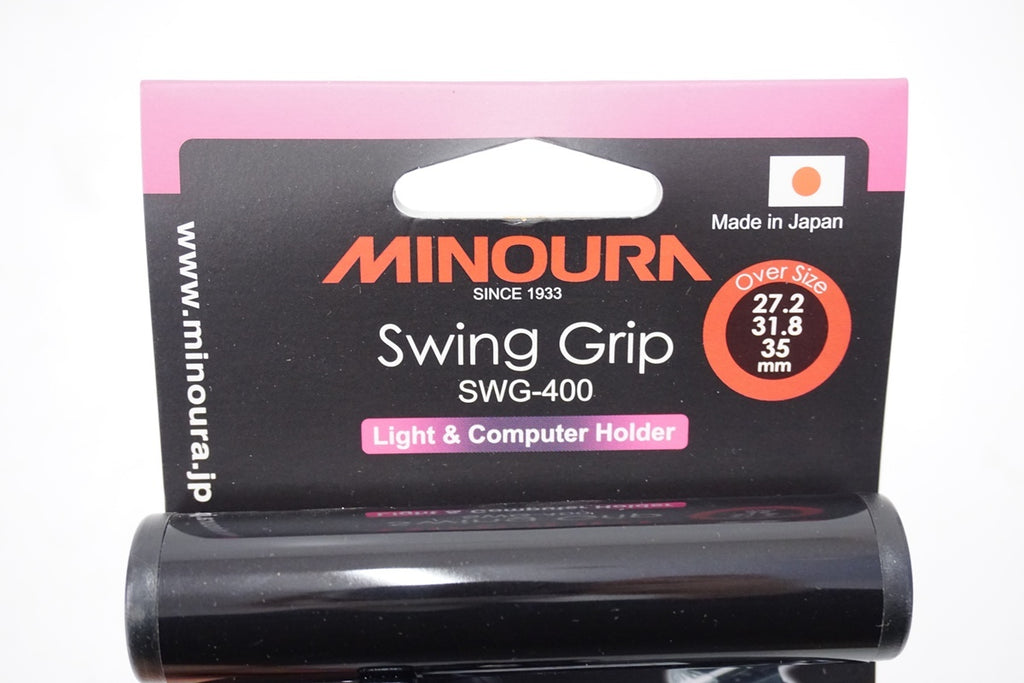 Made in Japan
MINOURA
SINCE 1933
Swing Grip
SWG-400
Light & Computer Holder
Over Size
27.2
31.8
35
mm
www.minoura.jp